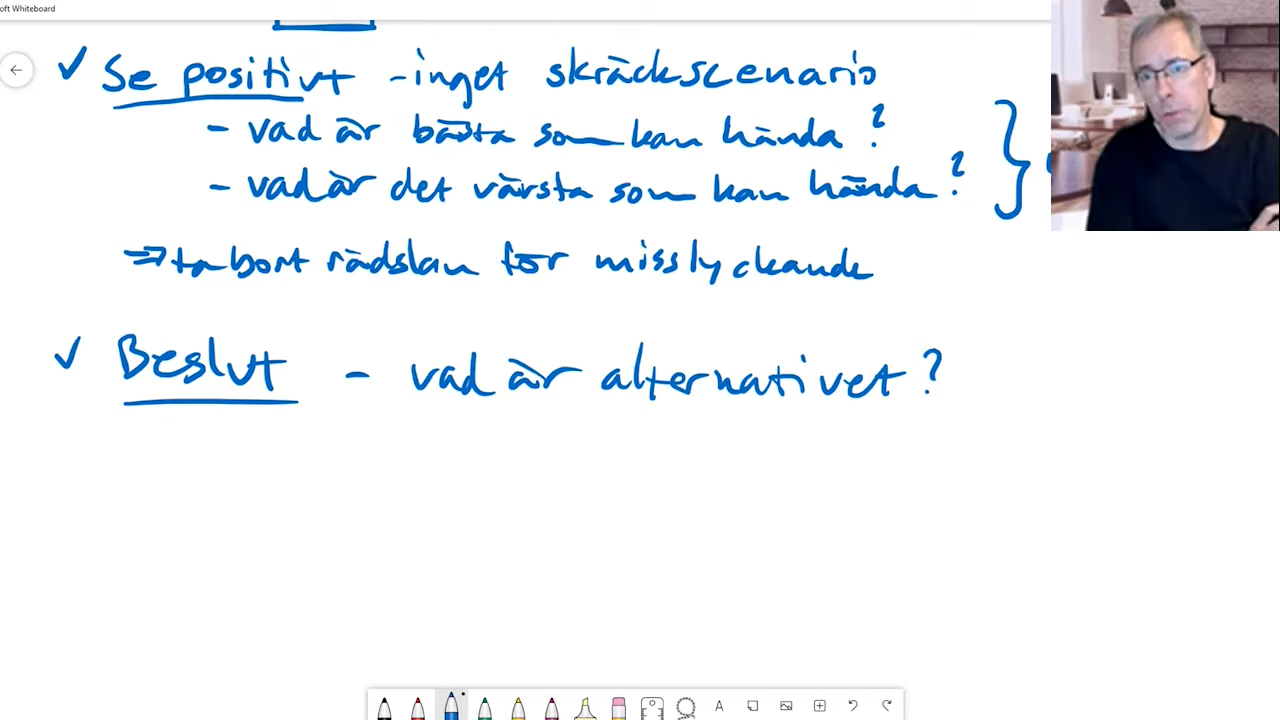 oft Whiteboard
✓ Se positivt - inget skräckscenario
- vad är bästa som kan hända?
- vad är det värsta som kan hända?
⇒ ta bort rädslan för misslyckande
✓ Beslut - vad är alternativet?
A